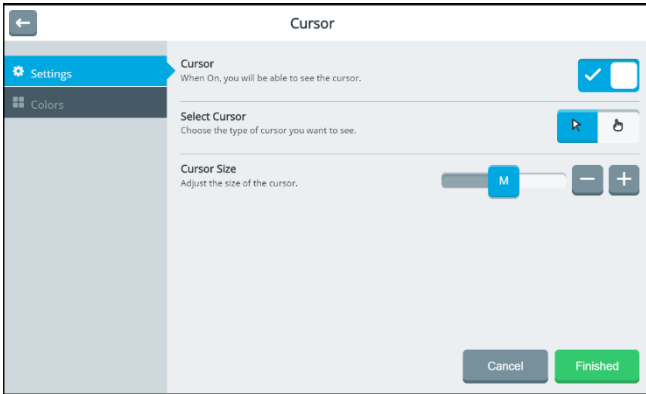 Cursor
Settings
Colors
Cursor
When On, you will be able to see the cursor.
Select Cursor
Choose the type of cursor you want to see.
Cursor Size
Adjust the size of the cursor.
M
Cancel
Finished